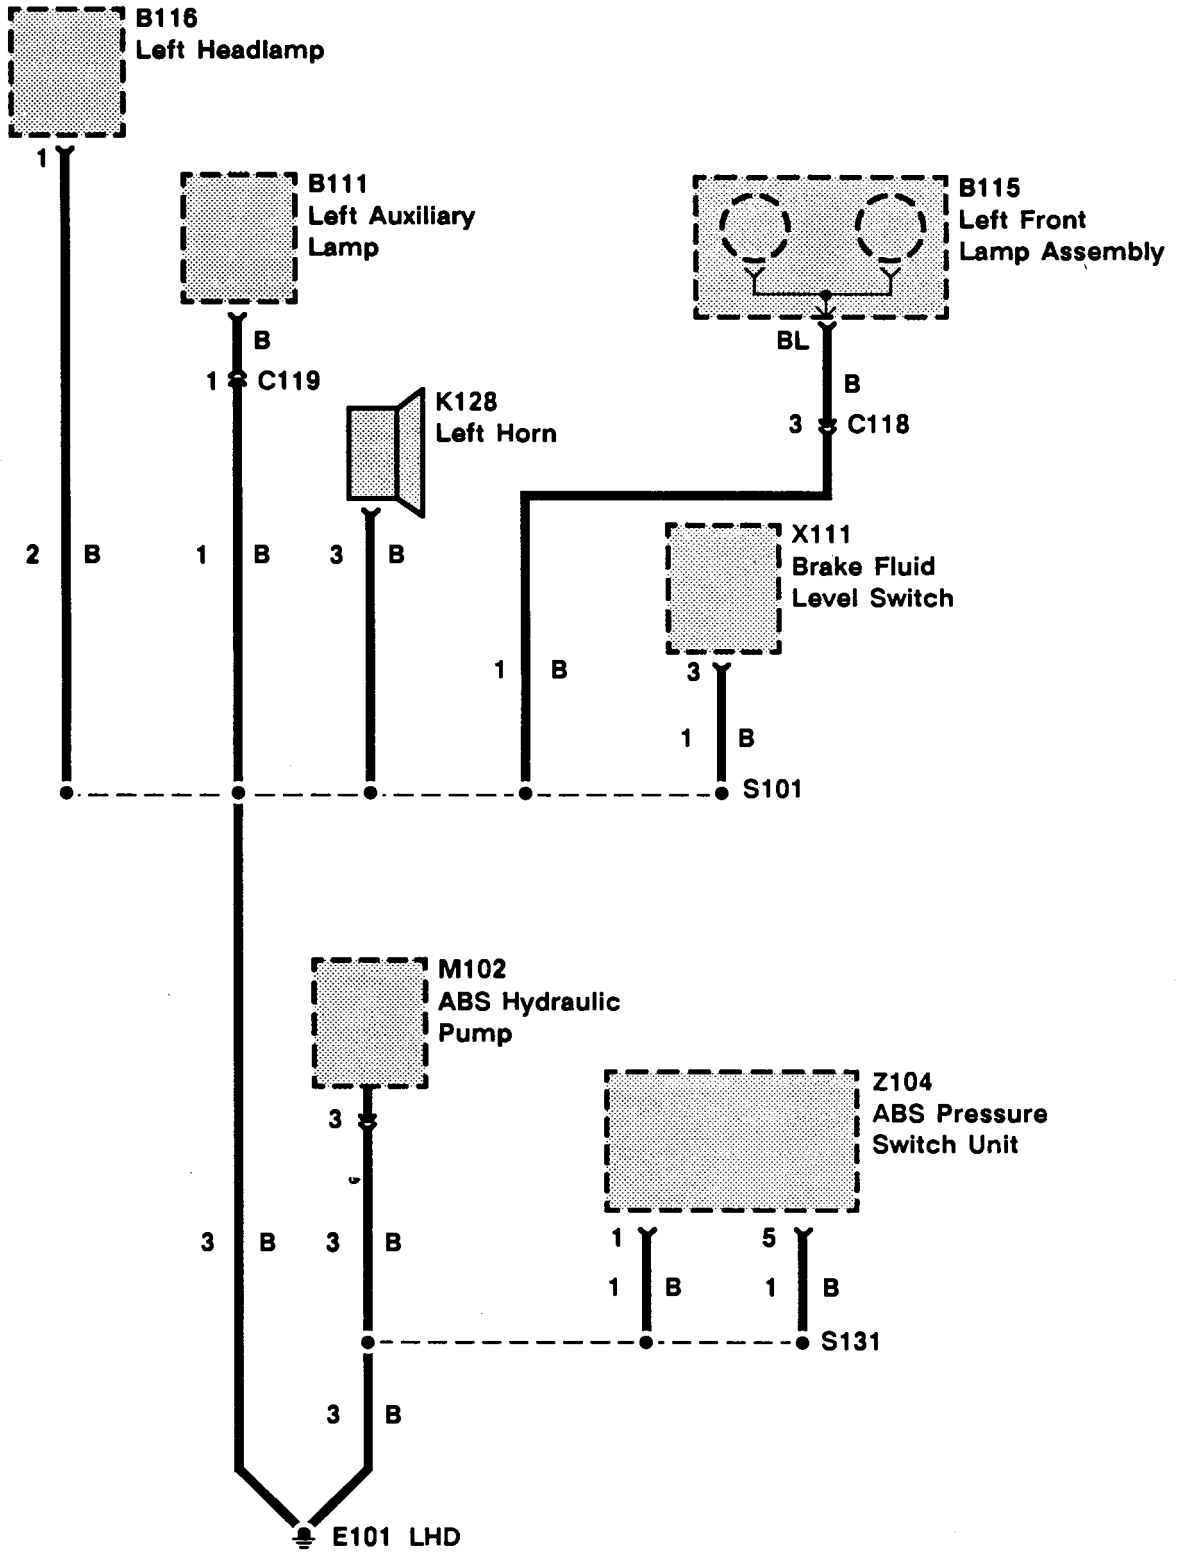 B116
Left Headlamp
1
B111
Left Auxiliary
Lamp
B115
Left Front
Lamp Assembly
B
BL
1 C119
B
K128
Left Horn
3 C118
X111
Brake Fluid
Level Switch
2 B
1 B
3 B
1 B
3
1 B
S101
M102
ABS Hydraulic
Pump
Z104
ABS Pressure
Switch Unit
3
1
5
3 B
3 B
1 B
1 B
S131
3 B
E101 LHD